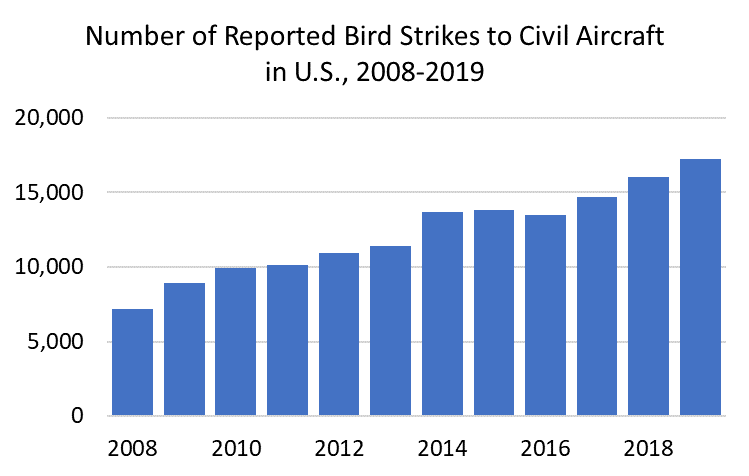 Number of Reported Bird Strikes to Civil Aircraft
in U.S., 2008-2019
20,000
15,000
10,000
5,000
0
2008 2010 2012 2014 2016 2018